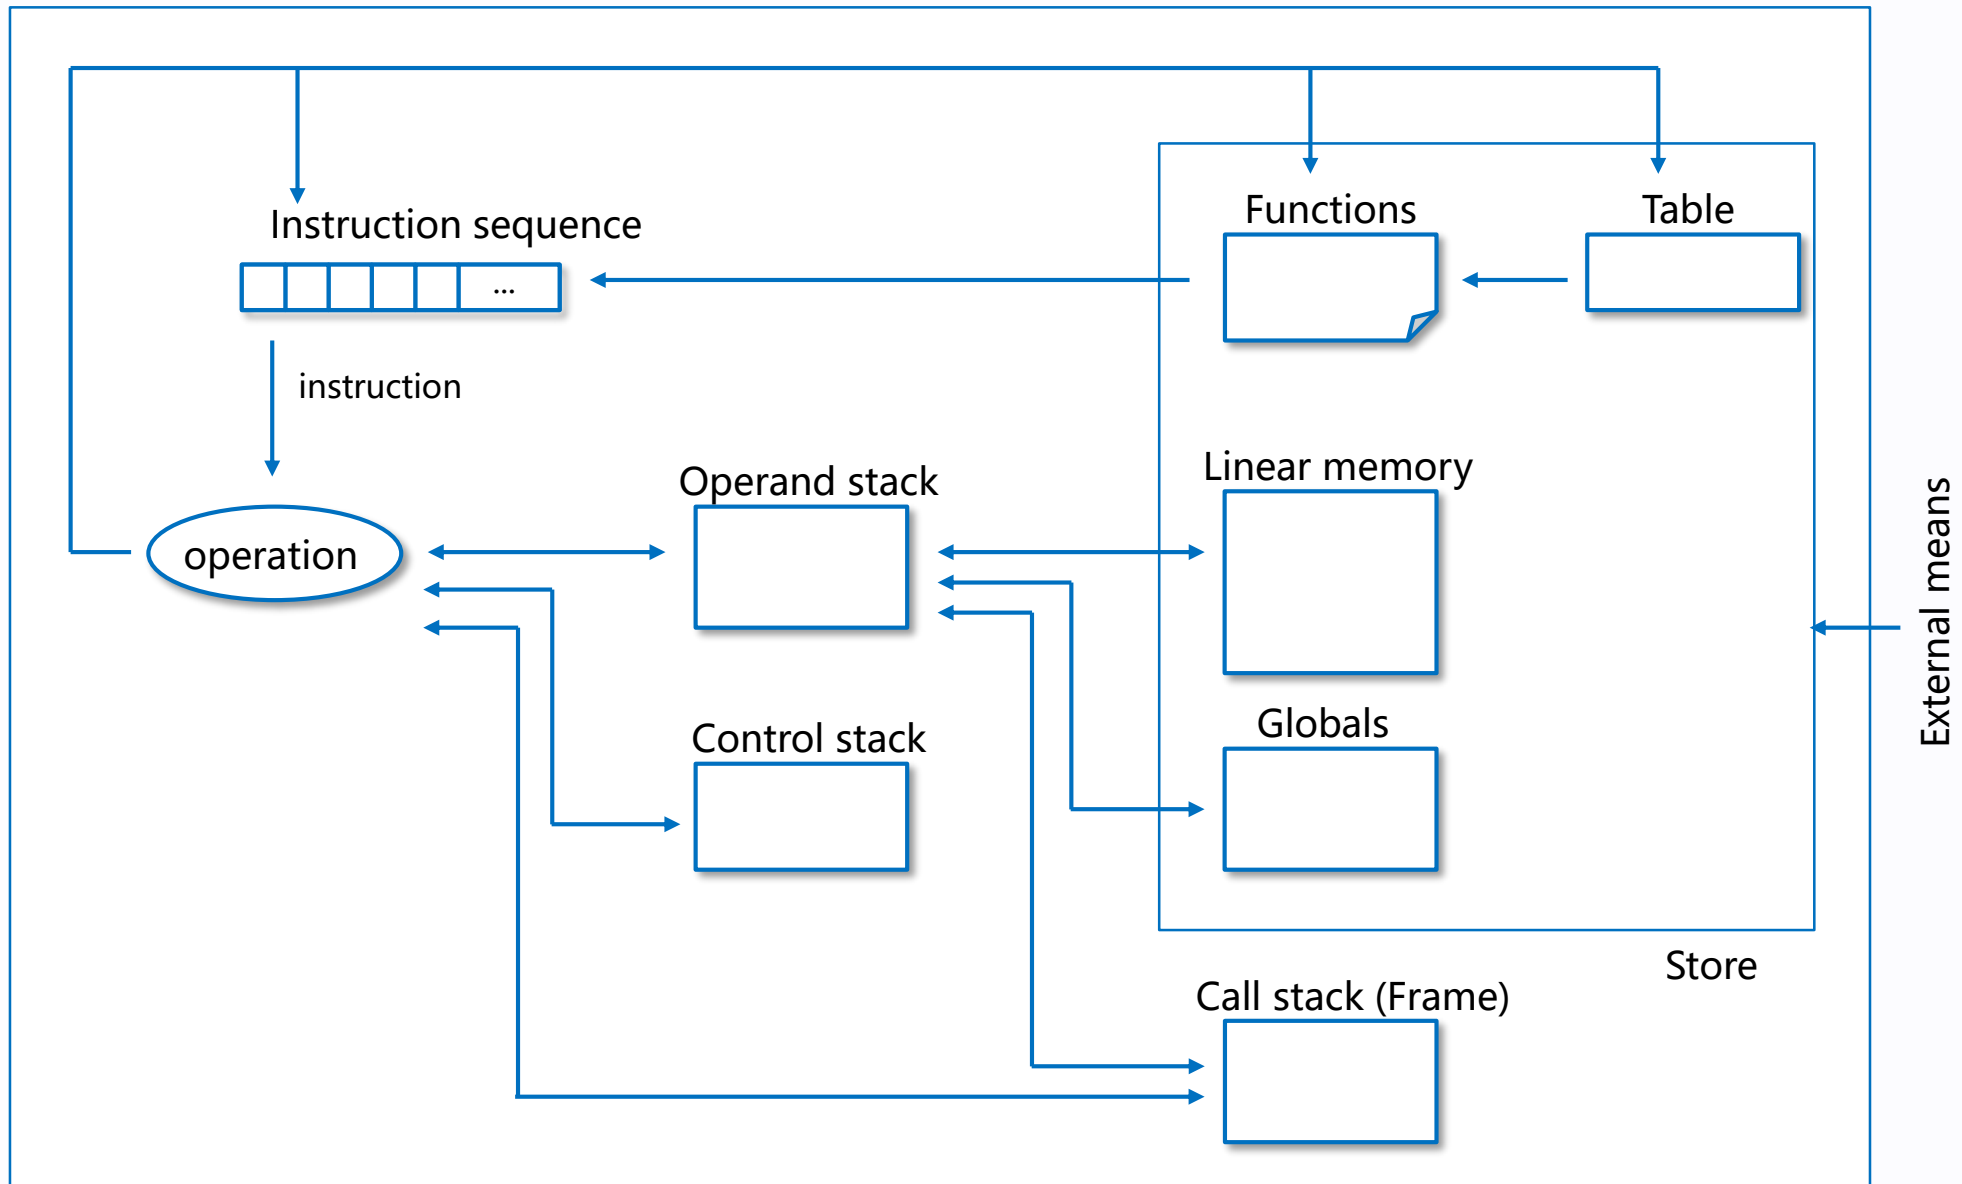 Instruction sequence
...
Functions
Table
instruction
operation
Operand stack
Linear memory
Control stack
Globals
Store
Call stack (Frame)
External means